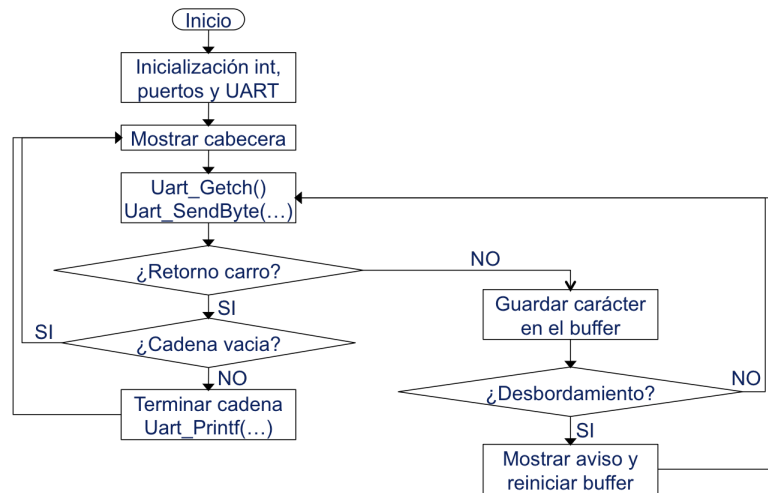 Inicio
Inicialización int,
puertos y UART
Mostrar cabecera
Uart_Getch()
Uart_SendByte(…)
¿Retorno carro?
NO
SI
Guardar carácter
en el buffer
SI
¿Cadena vacia?
NO
¿Desbordamiento?
NO
Terminar cadena
Uart_Printf(…)
SI
Mostrar aviso y
reiniciar buffer